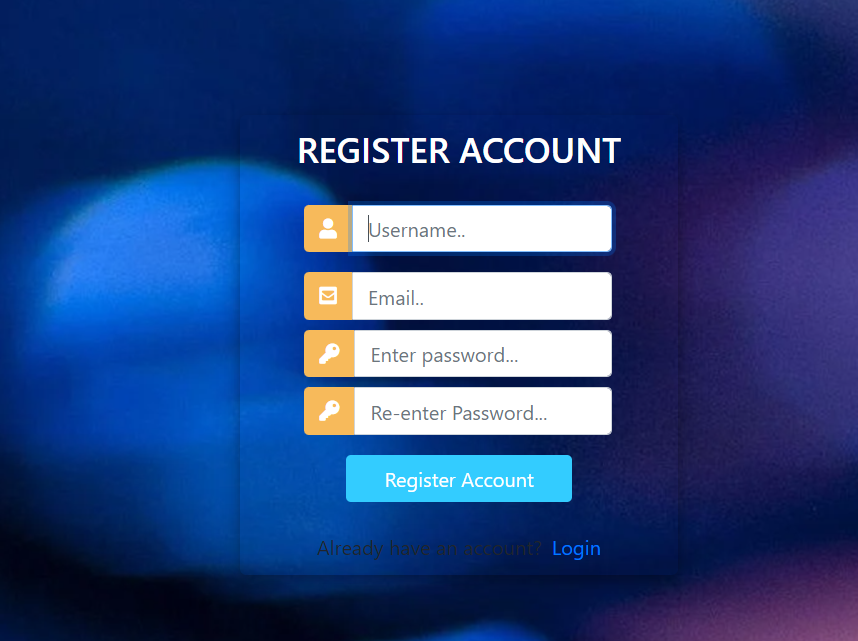 REGISTER ACCOUNT
Username..
Email..
Enter password...
Re-enter Password...
Register Account
Already have an account? Login